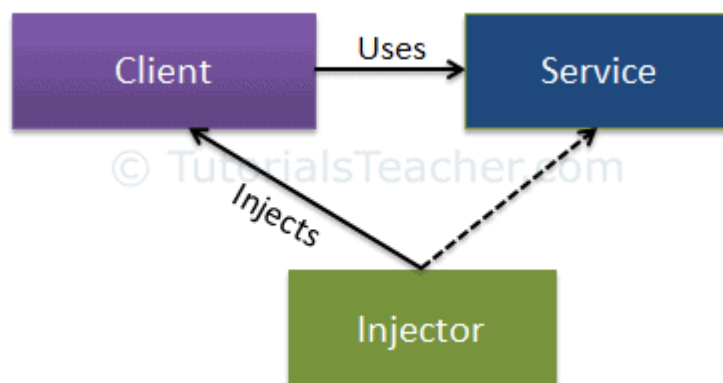 Client
Uses
Service
© TutorialsTeacher.com
Injects
Injector